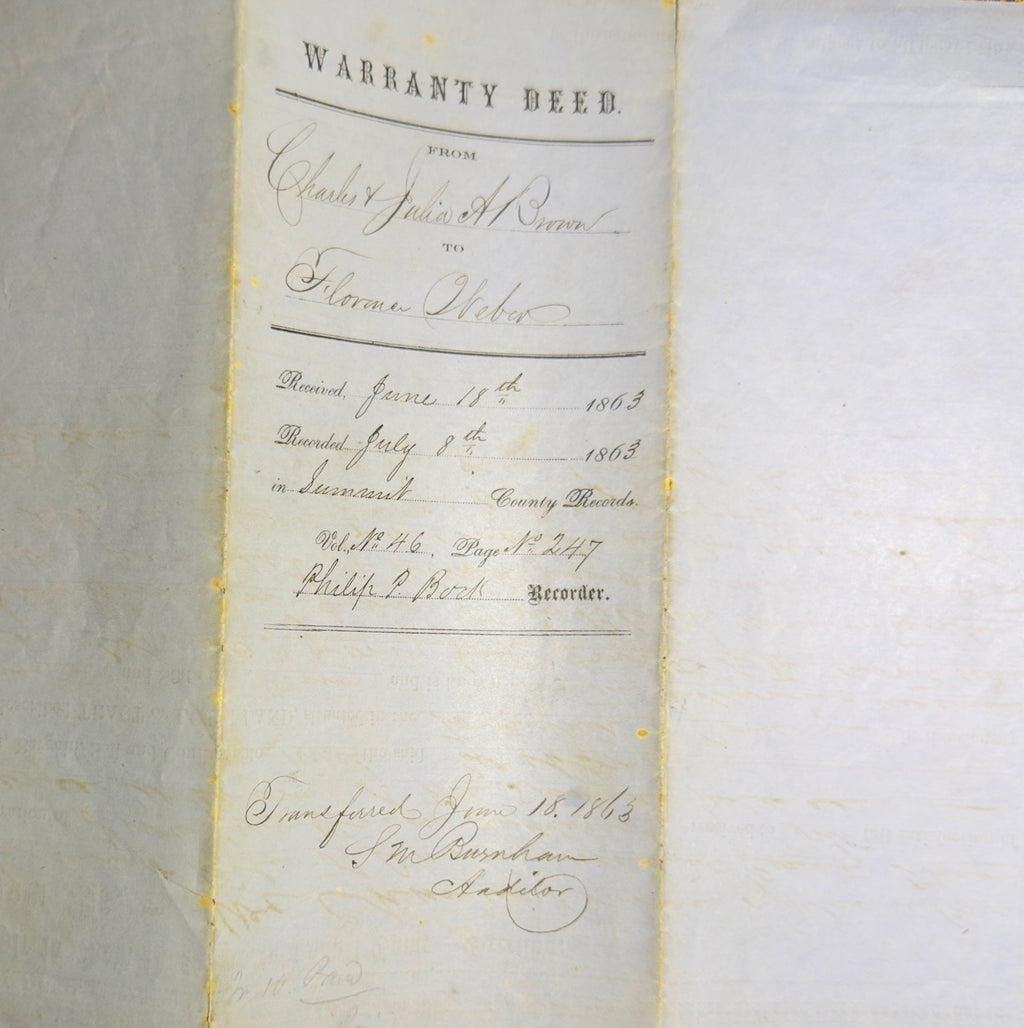 WARRANTY DEED.
FROM
Charles & Julia A Brown
TO
Florence Weber
Received, June 18th 1863
Recorded July 8th 1863
in Summit County Records.
Vol. No 46, Page No 247
Philip P. Bock Recorder.
Transferred June 18. 1863
S M Burnham
Auditor
Paid